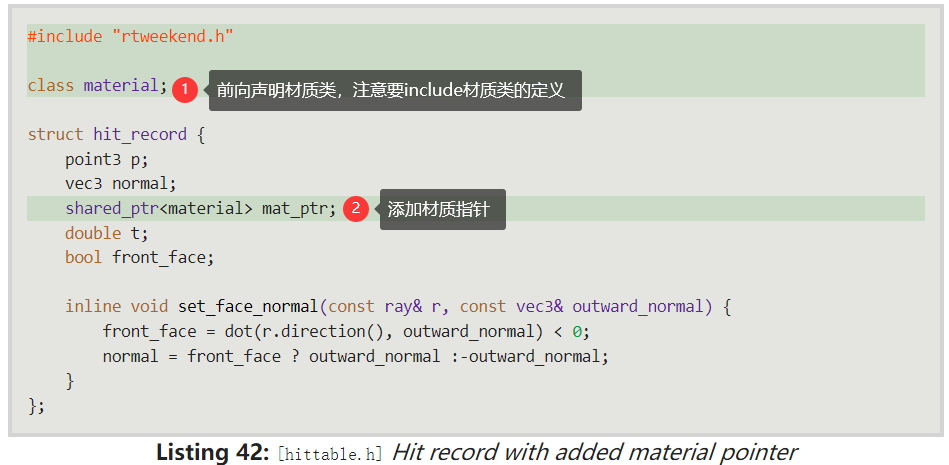 #include "rtweekend.h"
class material; 1 前向声明材质类，注意要include材质类的定义
struct hit_record {
    point3 p;
    vec3 normal;
    shared_ptr<material> mat_ptr; 2 添加材质指针
    double t;
    bool front_face;
    inline void set_face_normal(const ray& r, const vec3& outward_normal) {
        front_face = dot(r.direction(), outward_normal) < 0;
        normal = front_face ? outward_normal :-outward_normal;
    }
};
Listing 42: [hittable.h] Hit record with added material pointer